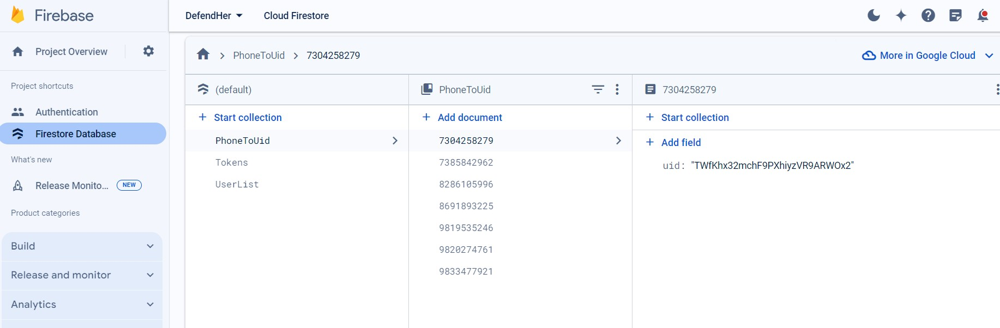 Firebase
DefendHer
Cloud Firestore
Project Overview
PhoneToUid
7304258279
More in Google Cloud
Project shortcuts
(default)
PhoneToUid
7304258279
Authentication
Start collection
Add document
Start collection
Firestore Database
PhoneToUid
7304258279
Add field
What's new
Tokens
7385842962
uid: "TWfKhx32mchF9PXhiyzVR9ARWOx2"
Release Monito... NEW
UserList
8286105996
Product categories
8691893225
9819535246
Build
9820274761
Release and monitor
9833477921
Analytics